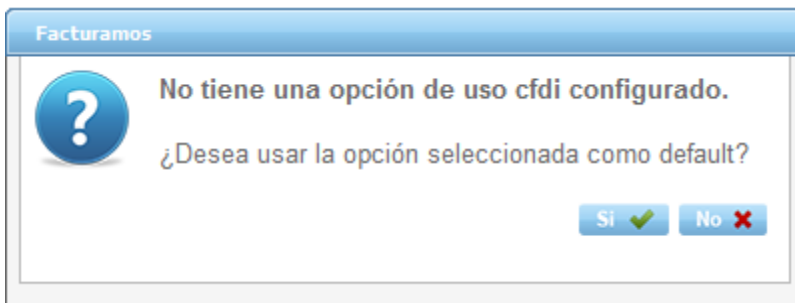 Facturamos
No tiene una opción de uso cfdi configurado.
¿Desea usar la opción seleccionada como default?
Si
No